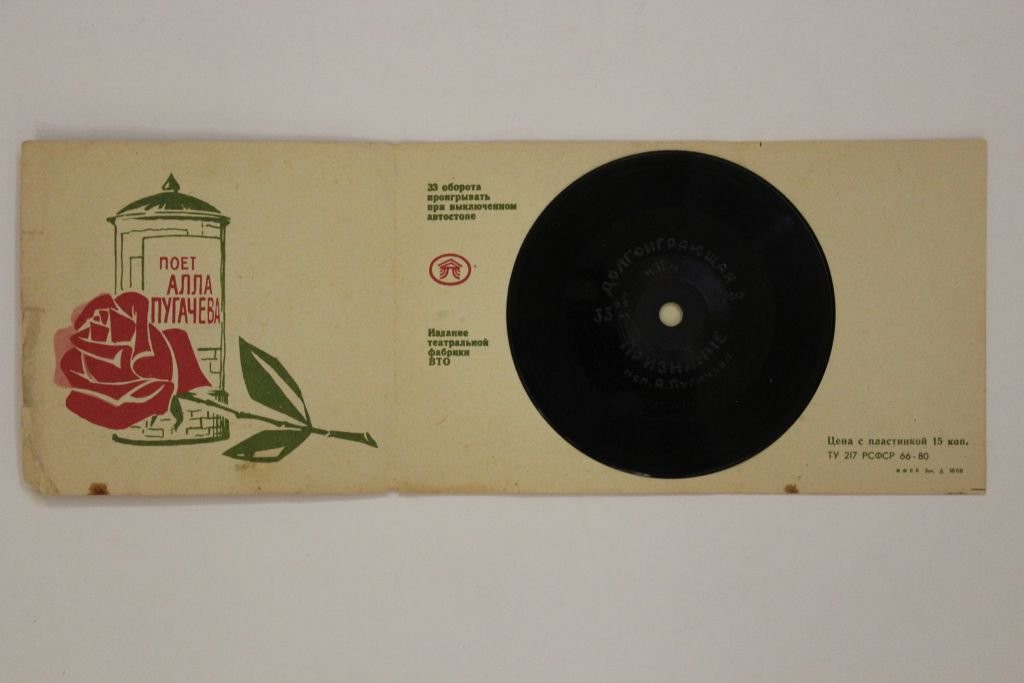 ПОЕТ
АЛЛА
ПУГАЧЕВА
33 оборота
проигрывать
при выключенном
автостопе
Издание
театральной
фабрики
ВТО
ДОЛГОИГРАЮЩАЯ
33
ПРИЗНАНИЕ
исп. А. Пугачева
Цена с пластинкой 15 коп.
ТУ 217 РСФСР 66-80